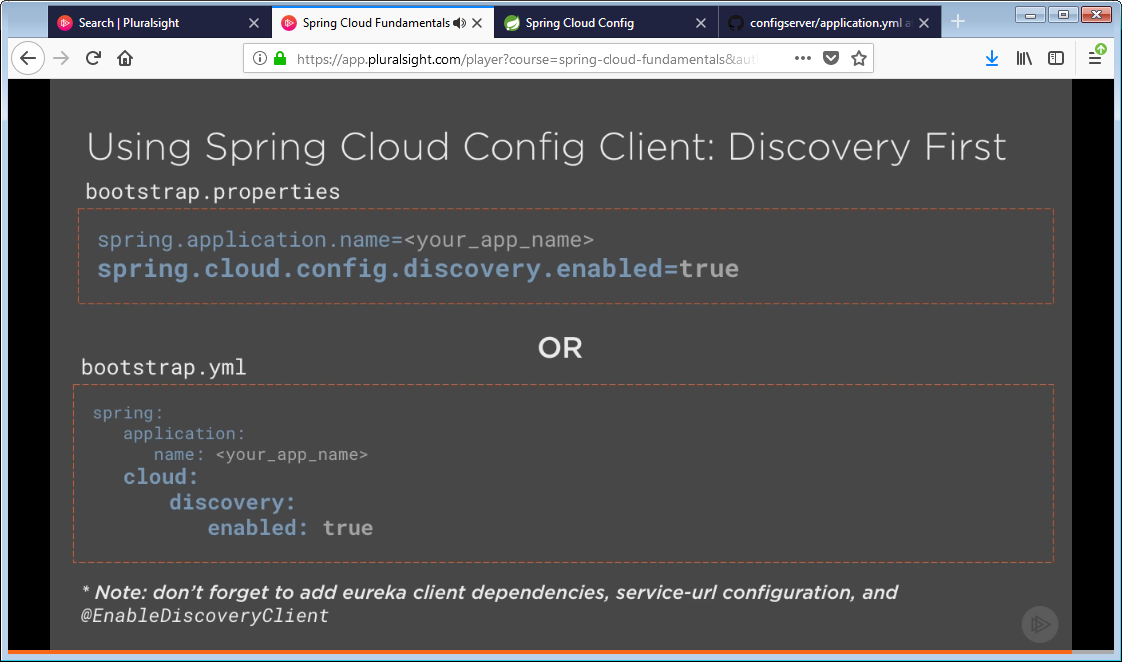 Search | Pluralsight
Spring Cloud Fundamentals
Spring Cloud Config
configserver/application.yml
https://app.pluralsight.com/player?course=spring-cloud-fundamentals&aut
Using Spring Cloud Config Client: Discovery First
bootstrap.properties
spring.application.name=<your_app_name>
spring.cloud.config.discovery.enabled=true
OR
bootstrap.yml
spring:
application:
name: <your_app_name>
cloud:
discovery:
enabled: true
* Note: don’t forget to add eureka client dependencies, service-url configuration, and
@EnableDiscoveryClient